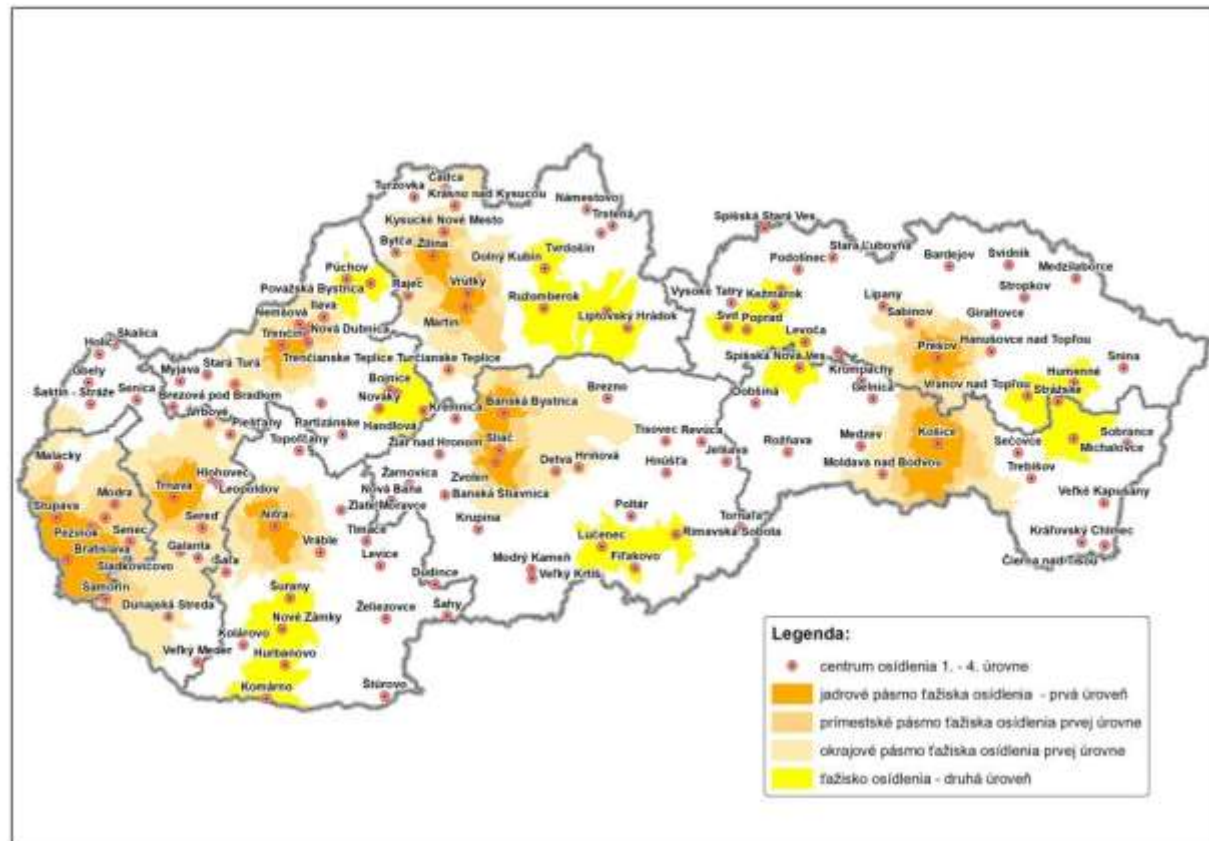 Čadca
Turzovka
Krásno nad Kysucou
Námestovo
Trstená
Kysucké Nové Mesto
Bytča
Žilina
Tvrdošín
Dolný Kubín
Spišská Stará Ves
Stará Ľubovňa
Podolínec
Bardejov
Svidník
Medzilaborce
Stropkov
Púchov
Považská Bystrica
Rajec
Vrútky
Ružomberok
Martin
Liptovský Hrádok
Vysoké Tatry
Kežmarok
Svit
Poprad
Levoča
Lipany
Sabinov
Giraltovce
Prešov
Hanušovce nad Topľou
Ilava
Nemšová
Nová Dubnica
Trenčín
Trenčianske Teplice
Turčianske Teplice
Spišská Nová Ves
Krompachy
Gelnica
Vranov nad Topľou
Humenné
Snina
Strážske
Skalica
Holíč
Gbely
Šaštín - Stráže
Senica
Myjava
Stará Turá
Brezová pod Bradlom
Vrbové
Piešťany
Bojnice
Nováky
Handlová
Partizánske
Topoľčany
Kremnica
Žiar nad Hronom
Banská Bystrica
Brezno
Sliač
Zvolen
Detva
Hriňová
Tisovec
Revúca
Hnúšťa
Jelšava
Dobšiná
Rožňava
Medzev
Moldava nad Bodvou
Košice
Sečovce
Trebišov
Michalovce
Sobrance
Veľké Kapušany
Kráľovský Chlmec
Čierna nad Tisou
Malacky
Stupava
Modra
Pezinok
Senec
Bratislava
Sládkovičovo
Šamorín
Dunajská Streda
Veľký Meder
Trnava
Hlohovec
Leopoldov
Sereď
Galanta
Šaľa
Nitra
Vráble
Zlaté Moravce
Žarnovica
Nová Baňa
Banská Štiavnica
Tlmače
Levice
Krupina
Dudince
Šahy
Modrý Kameň
Veľký Krtíš
Poltár
Lučenec
Fiľakovo
Rimavská Sobota
Tornaľa
Šurany
Nové Zámky
Kolárovo
Hurbanovo
Komárno
Želiezovce
Štúrovo
Legenda:
centrum osídlenia 1. - 4. úrovne
jadrové pásmo ťažiska osídlenia - prvá úroveň
prímestské pásmo ťažiska osídlenia prvej úrovne
okrajové pásmo ťažiska osídlenia prvej úrovne
ťažisko osídlenia - druhá úroveň